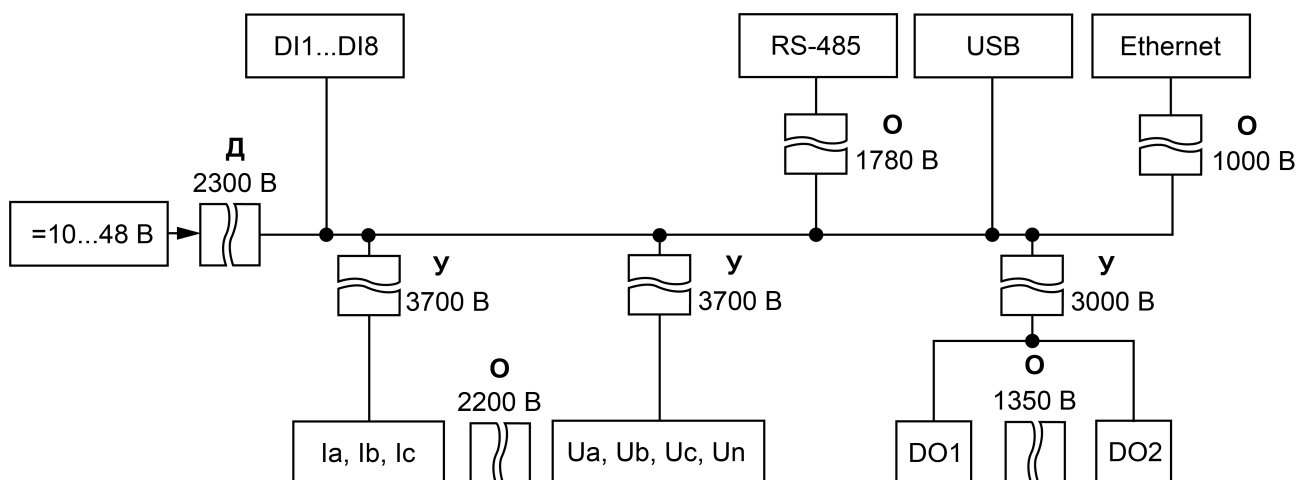 DI1...DI8
RS-485
USB
Ethernet
Д
2300 В
О
1780 В
О
1000 В
=10...48 В
У
3700 В
У
3700 В
У
3000 В
О
2200 В
О
1350 В
Ia, Ib, Ic
Ua, Ub, Uc, Un
DO1
DO2